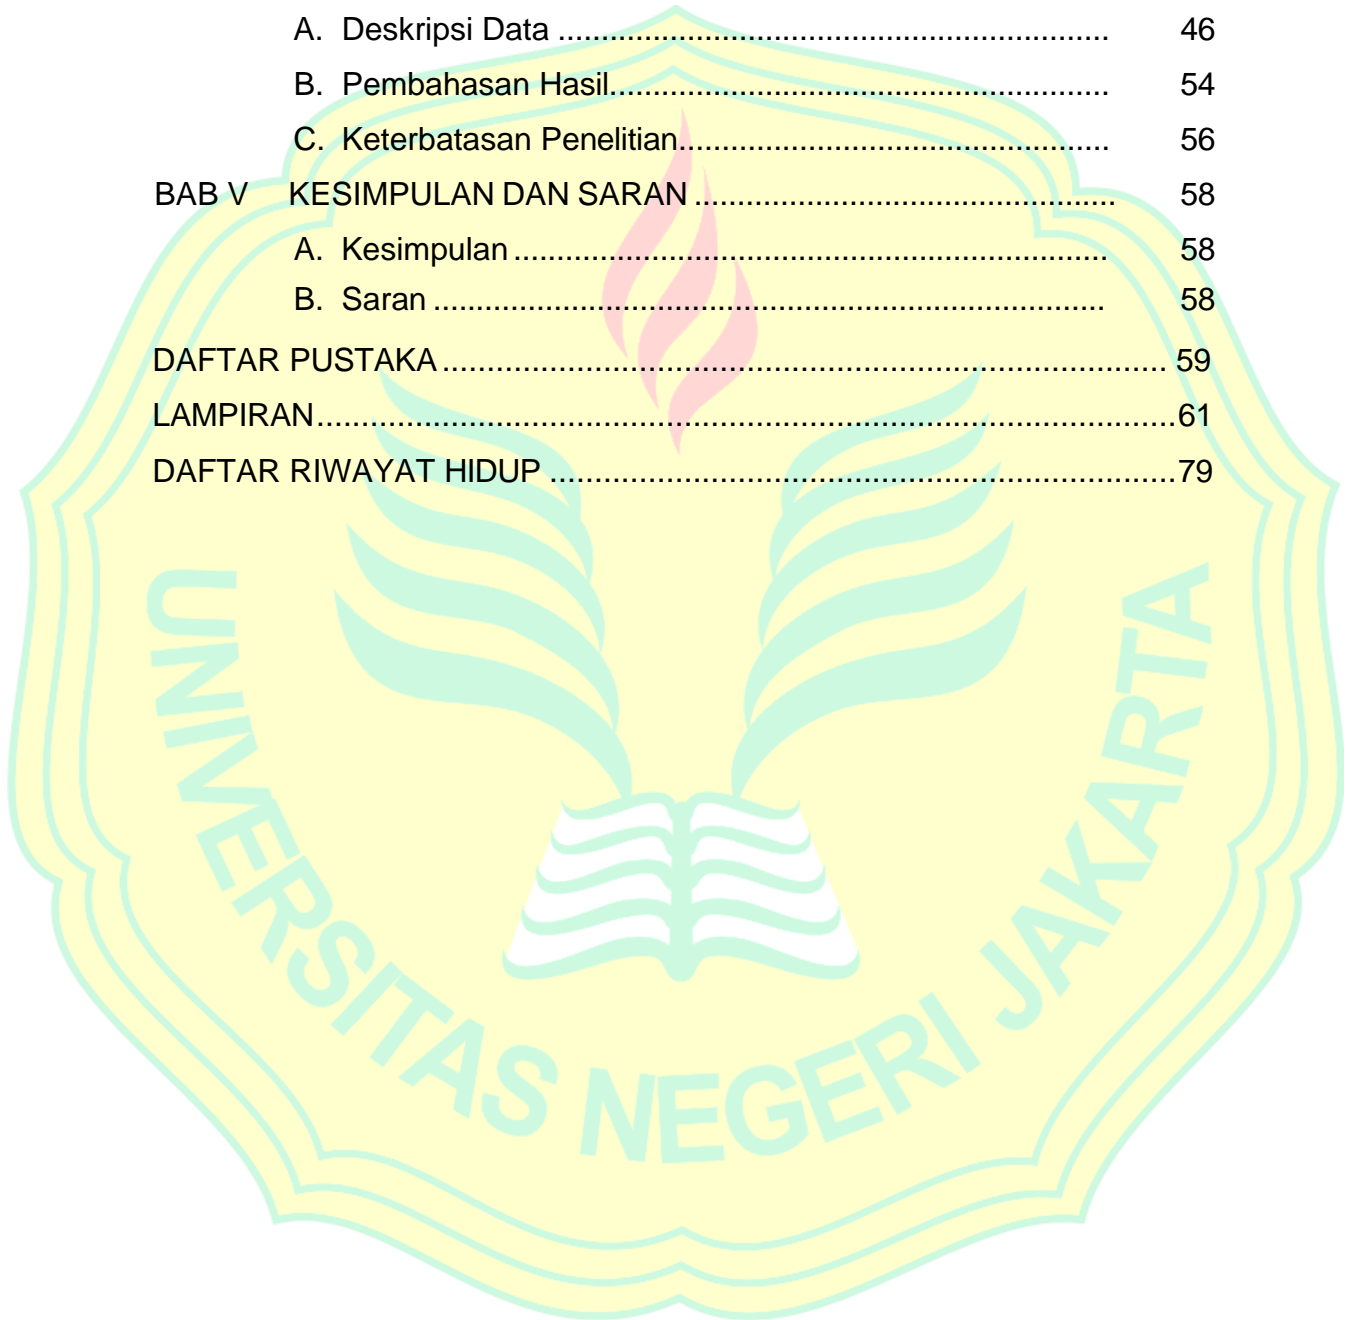 A. Deskripsi Data ................................................................ 46
B. Pembahasan Hasil.......................................................... 54
C. Keterbatasan Penelitian.................................................. 56
BAB V KESIMPULAN DAN SARAN ................................................. 58
A. Kesimpulan ..................................................................... 58
B. Saran .............................................................................. 58
DAFTAR PUSTAKA .................................................................................... 59
LAMPIRAN....................................................................................................61
DAFTAR RIWAYAT HIDUP .........................................................................79
UNIVERSITAS NEGERI JAKARTA